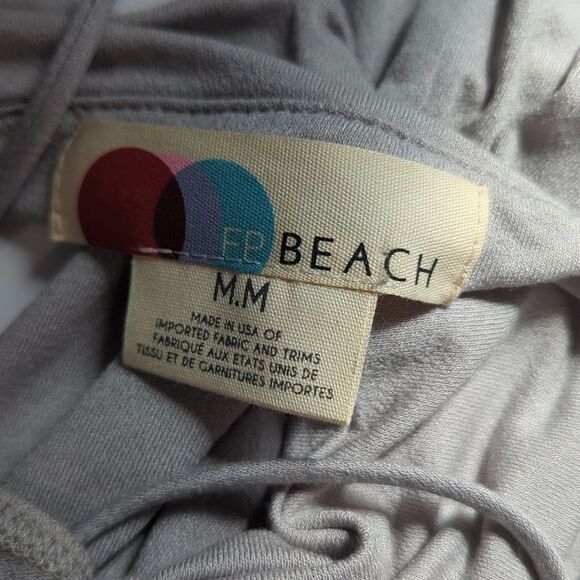 FP BEACH
M.M
MADE IN USA OF
IMPORTED FABRIC AND TRIMS
FABRIQUÉ AUX ETATS UNIS DE
TISSU ET DE GARNITURES IMPORTES